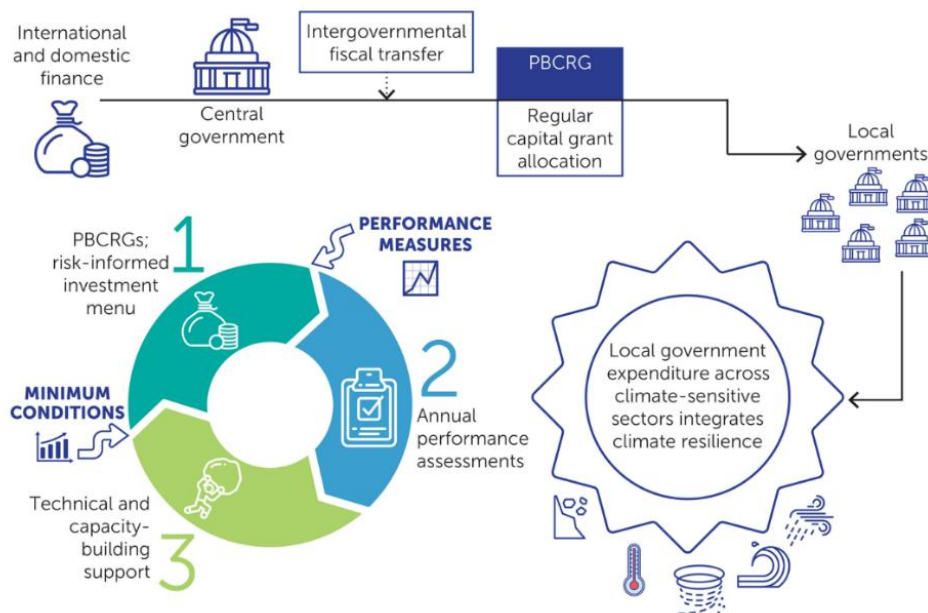 International
and domestic
finance
Central
government
Intergovernmental
fiscal transfer
PBCRG
Regular
capital grant
allocation
Local
governments
1
PBCRGs;
risk-informed
investment
menu
PERFORMANCE
MEASURES
2
Annual
performance
assessments
MINIMUM
CONDITIONS
Technical and
capacity-
building
support
3
Local government
expenditure across
climate-sensitive
sectors integrates
climate resilience